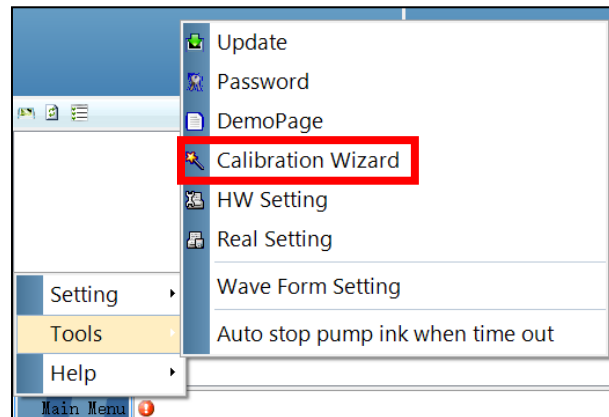 Update
Password
DemoPage
Calibration Wizard
HW Setting
Real Setting
Wave Form Setting
Auto stop pump ink when time out
Setting
Tools
Help
Main Menu